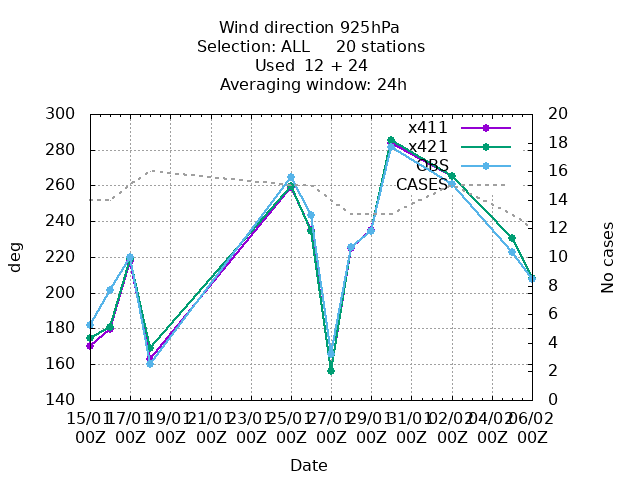 Wind direction 925hPa
Selection: ALL     20 stations
Used  12 + 24
Averaging window: 24h
300
280
260
240
220
200
180
160
140
deg
20
18
16
14
12
10
8
6
4
2
0
No cases
x411
x421
OBS
CASES
15/01 17/01 19/01 21/01 23/01 25/01 27/01 29/01 31/01 02/02 04/02 06/02
00Z 00Z 00Z 00Z 00Z 00Z 00Z 00Z 00Z 00Z 00Z 00Z
Date